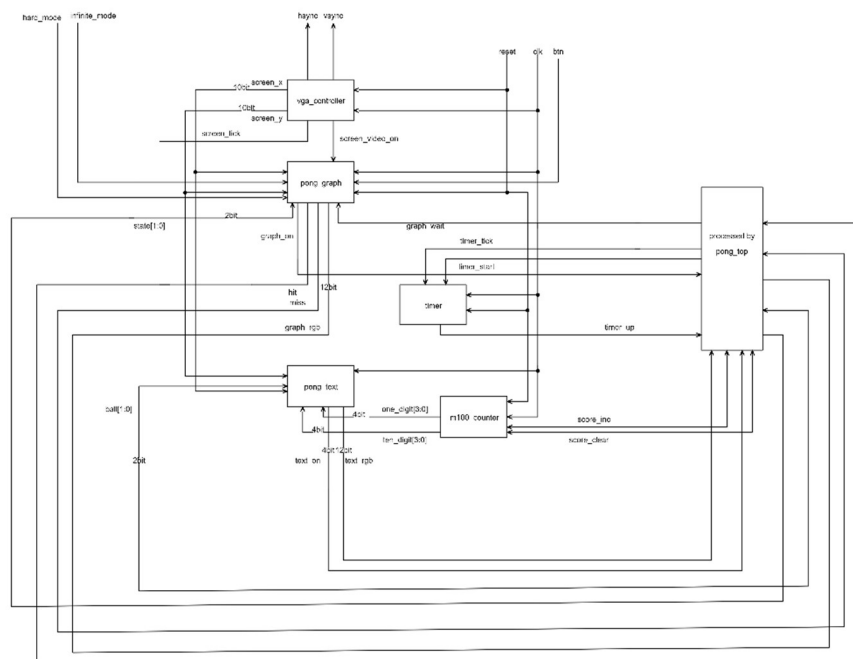 hard_mode
infinite_mode
hsync
vsync
reset
clk
btn
screen_x
10bit
vga_controller
10bit
screen_y
screen_tick
screen_video_on
pong_graph
2bit
state[1:0]
graph_on
graph_wait
processed by
pong_top
timer_tick
timer_start
hit
miss
12bit
timer
graph_rgb
timer_up
pong_text
ball[1:0]
4bit
one_digit[3:0]
m100_counter
score_inc
4bit
ten_digit[3:0]
score_clear
4bit
12bit
2bit
text_on
text_rgb